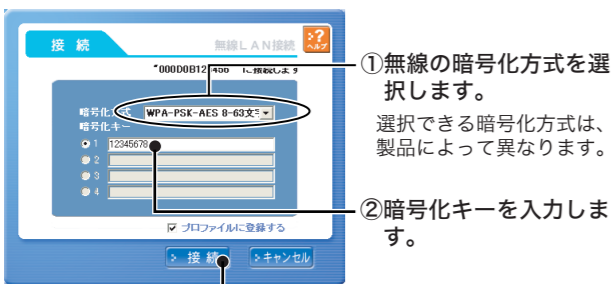 接 続
無線LAN接続
?
ヘルプ
"000D0B12 456 に接続します
①無線の暗号化方式を選
択します。
選択できる暗号化方式は、
製品によって異なります。
暗号化方式 WPA-PSK-AES 8-63文字
暗号化キー
1 12345678
2
3
4
②暗号化キーを入力しま
す。
プロファイルに登録する
接 続
キャンセル